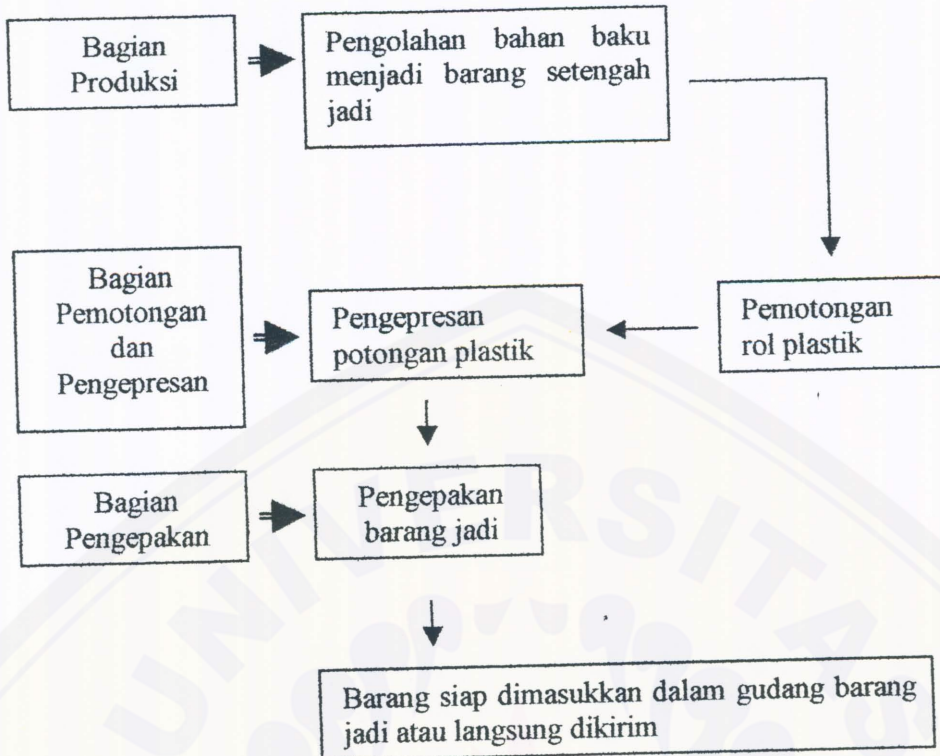 Bagian
Produksi
Pengolahan bahan baku
menjadi barang setengah
jadi
Bagian
Pemotongan
dan
Pengepresan
Pengepresan
potongan plastik
Pemotongan
rol plastik
Bagian
Pengepakan
Pengepakan
barang jadi
Barang siap dimasukkan dalam gudang barang
jadi atau langsung dikirim
UNIVERSITAS